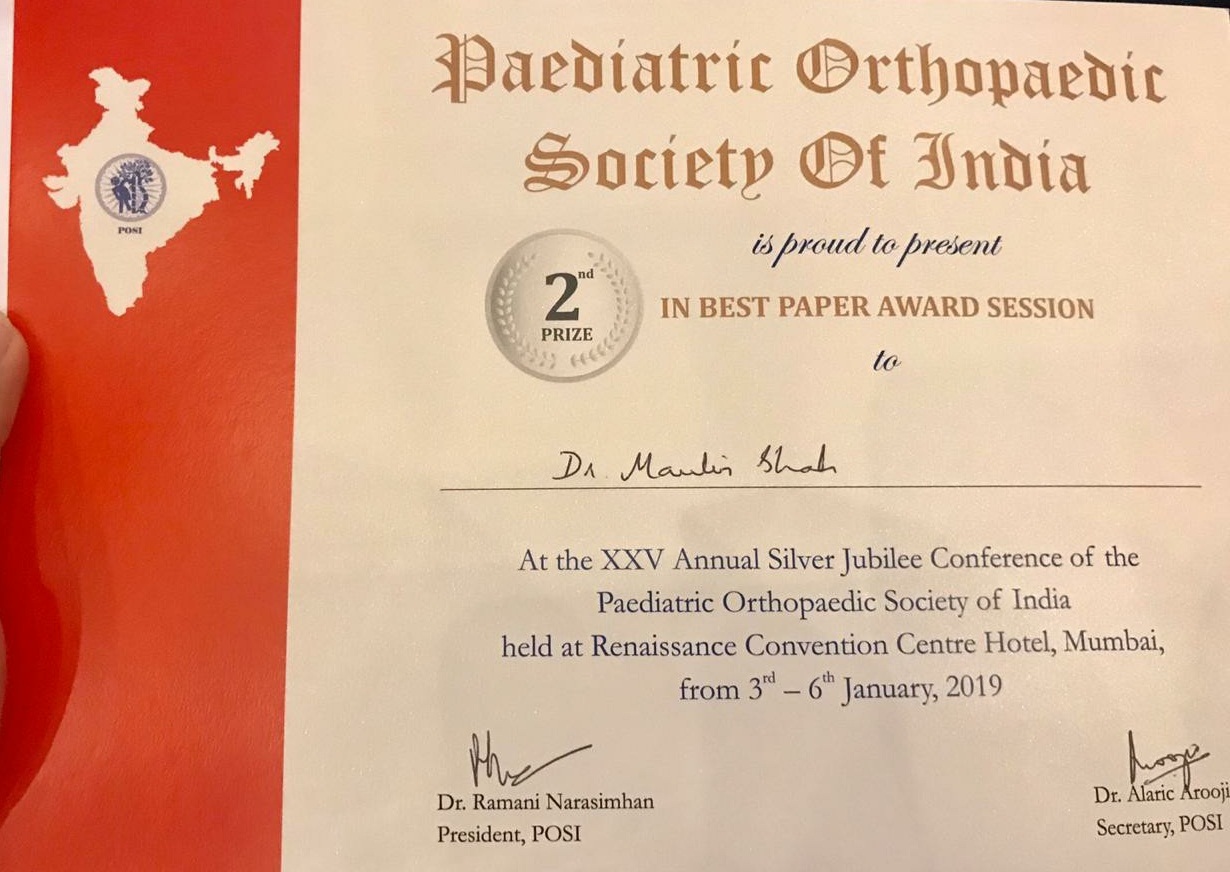 Paediatric Orthopaedic
Society Of India
POSI
is proud to present
2nd
PRIZE
IN BEST PAPER AWARD SESSION
to
Dr. Maulin Shah
At the XXV Annual Silver Jubilee Conference of the
Paediatric Orthopaedic Society of India
held at Renaissance Convention Centre Hotel, Mumbai,
from 3rd – 6th January, 2019
Dr. Ramani Narasimhan
President, POSI
Dr. Alaric Arooji
Secretary, POSI